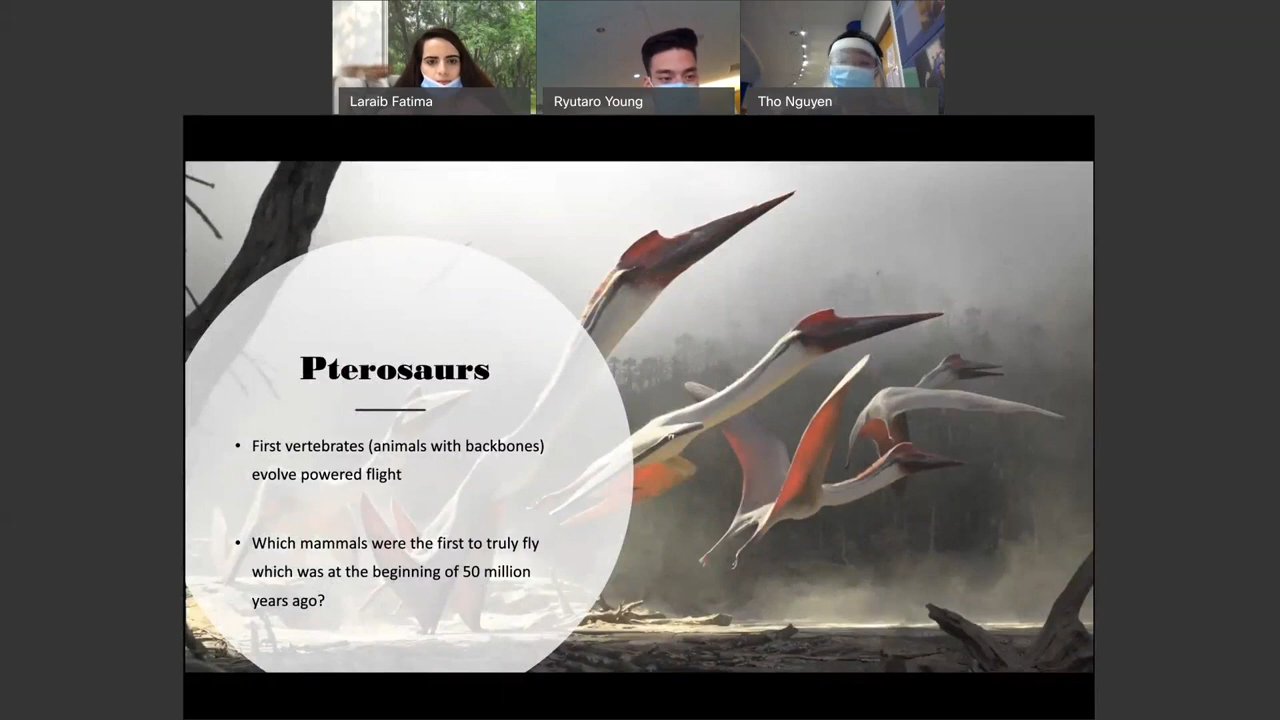 Laraib Fatima
Ryutaro Young
Tho Nguyen
Pterosaurs
• First vertebrates (animals with backbones)
evolve powered flight
• Which mammals were the first to truly fly
which was at the beginning of 50 million
years ago?